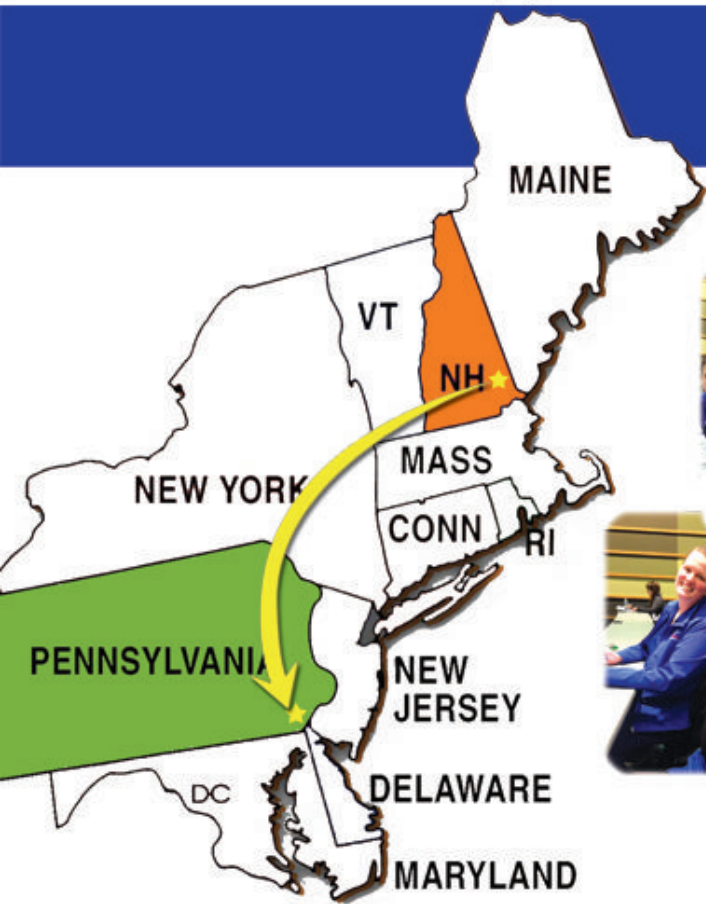 MAINE
VT
NH
MASS
NEW YORK
CONN
RI
PENNSYLVANIA
NEW
JERSEY
DC
DELAWARE
MARYLAND